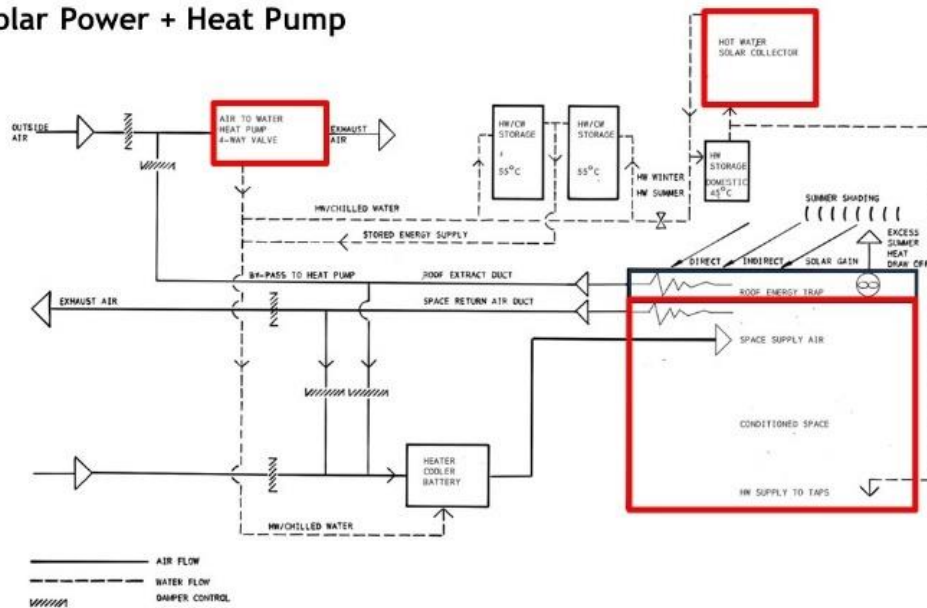 olar Power + Heat Pump
HOT WATER
SOLAR COLLECTOR
OUTSIDE
AIR
AIR TO WATER
HEAT PUMP
4-WAY VALVE
EXHAUST
AIR
HW/CW
STORAGE
55°C
HW/CW
STORAGE
55°C
HW
STORAGE
DOMESTIC
45°C
HW WINTER
HW SUMMER
HW/CHILLED WATER
STORED ENERGY SUPPLY
SUMMER SHADING
EXCESS
SUMMER
HEAT
DRAW OFF
DIRECT
INDIRECT
SOLAR GAIN
BY-PASS TO HEAT PUMP
ROOF EXTRACT DUCT
ROOF ENERGY TRAP
EXHAUST AIR
SPACE RETURN AIR DUCT
SPACE SUPPLY AIR
CONDITIONED SPACE
HEATER
COOLER
BATTERY
HW SUPPLY TO TAPS
HW/CHILLED WATER
AIR FLOW
WATER FLOW
DAMPER CONTROL